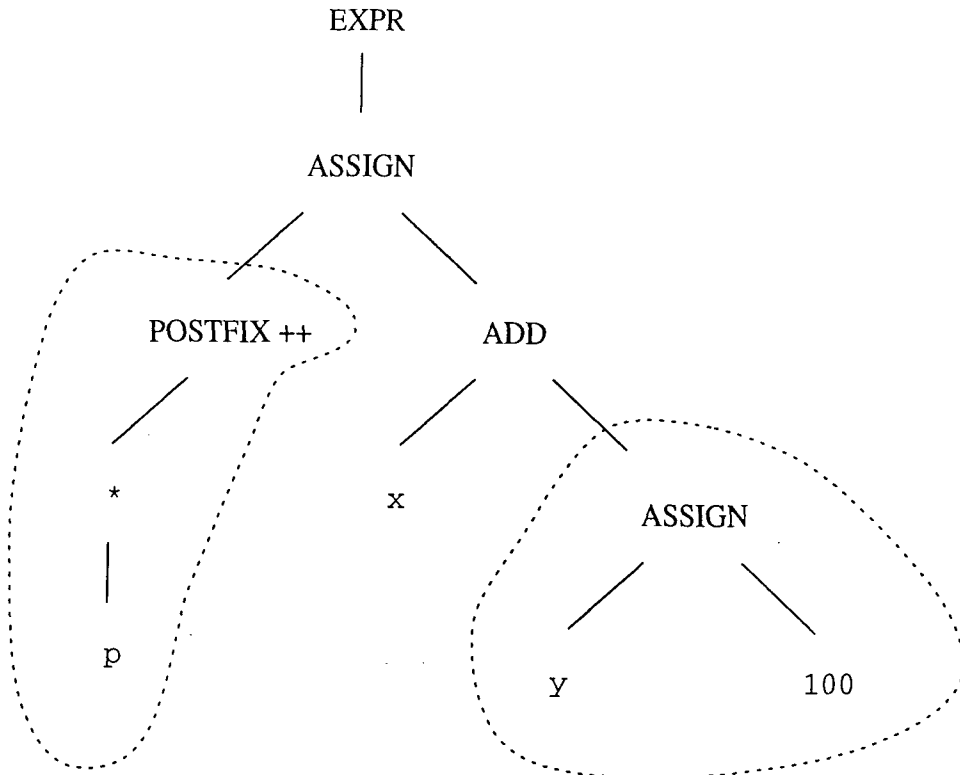 EXPR
ASSIGN
POSTFIX ++ ADD
* x
ASSIGN
p
y 100